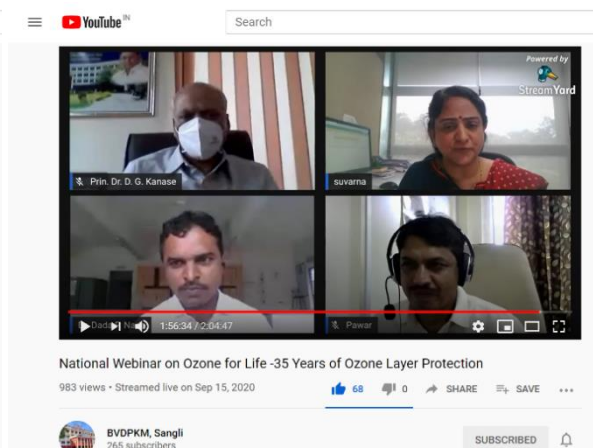 YouTube IN
Search
Powered by
StreamYard
Prin. Dr. D. G. Kanase
suvarna
Pawar
1:56:34 / 2:04:47
National Webinar on Ozone for Life -35 Years of Ozone Layer Protection
983 views • Streamed live on Sep 15, 2020
68
0
SHARE
SAVE
BVDPKM, Sangli
265 subscribers
SUBSCRIBED